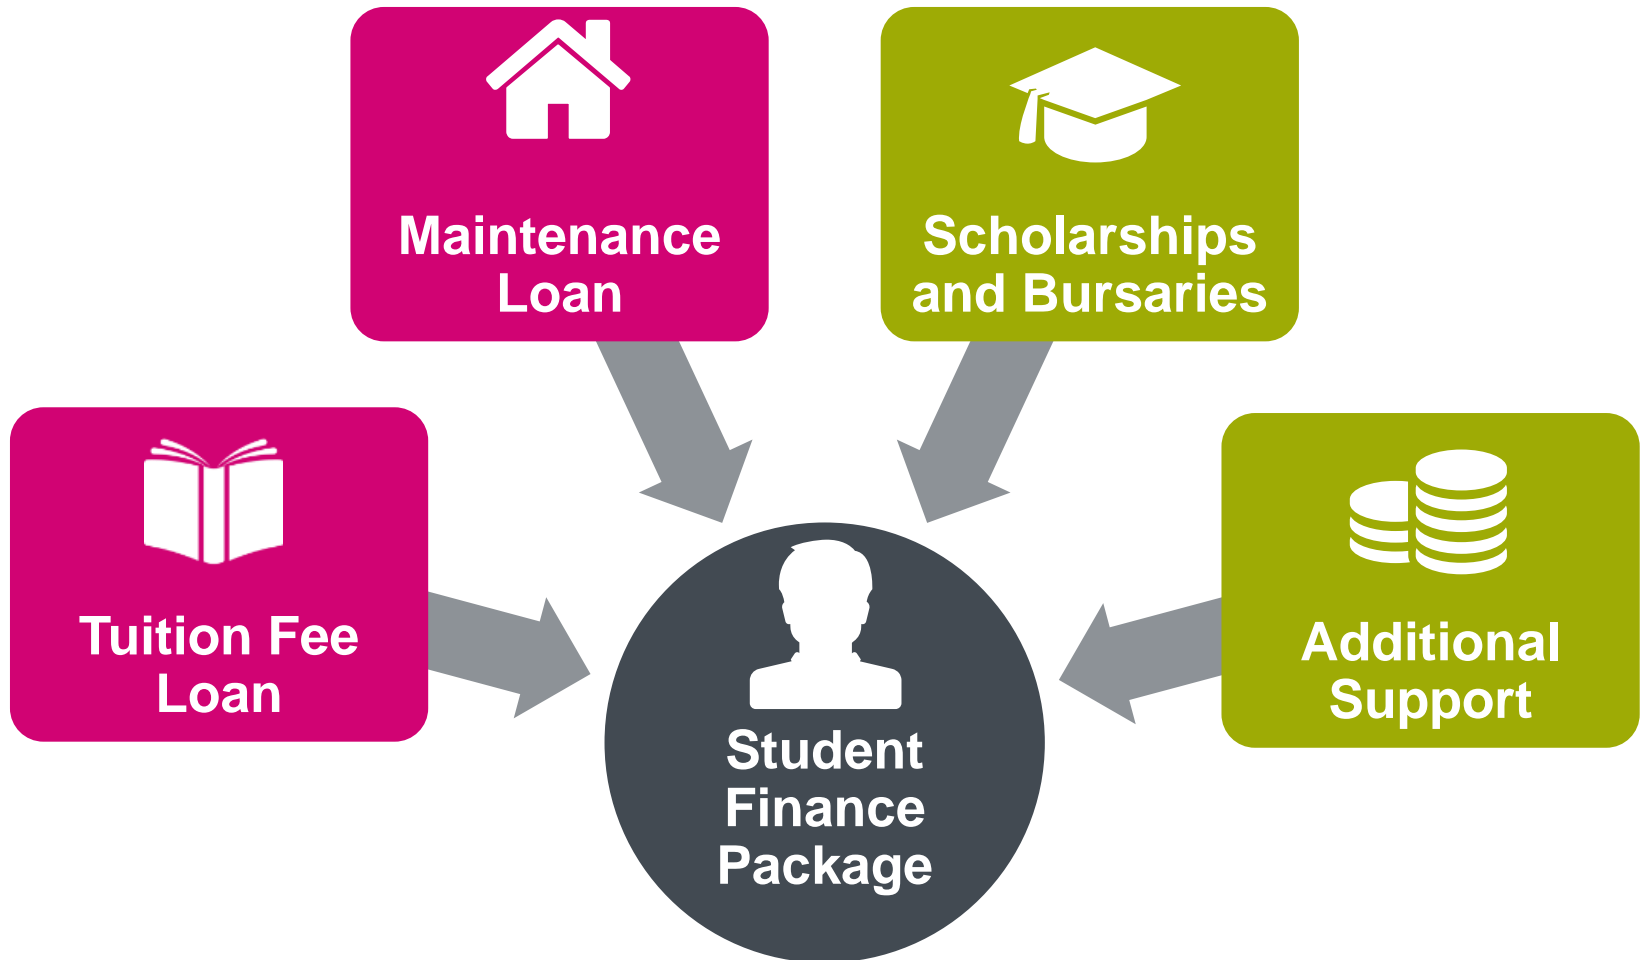 Maintenance
Loan
Scholarships
and Bursaries
Tuition Fee
Loan
Additional
Support
Student
Finance
Package